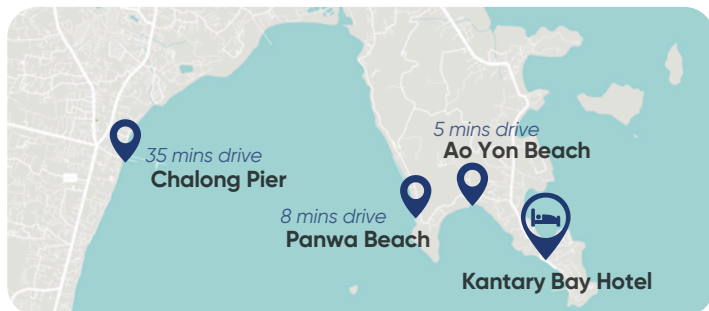 5 mins drive
Ao Yon Beach
35 mins drive
Chalong Pier
8 mins drive
Panwa Beach
Kantary Bay Hotel